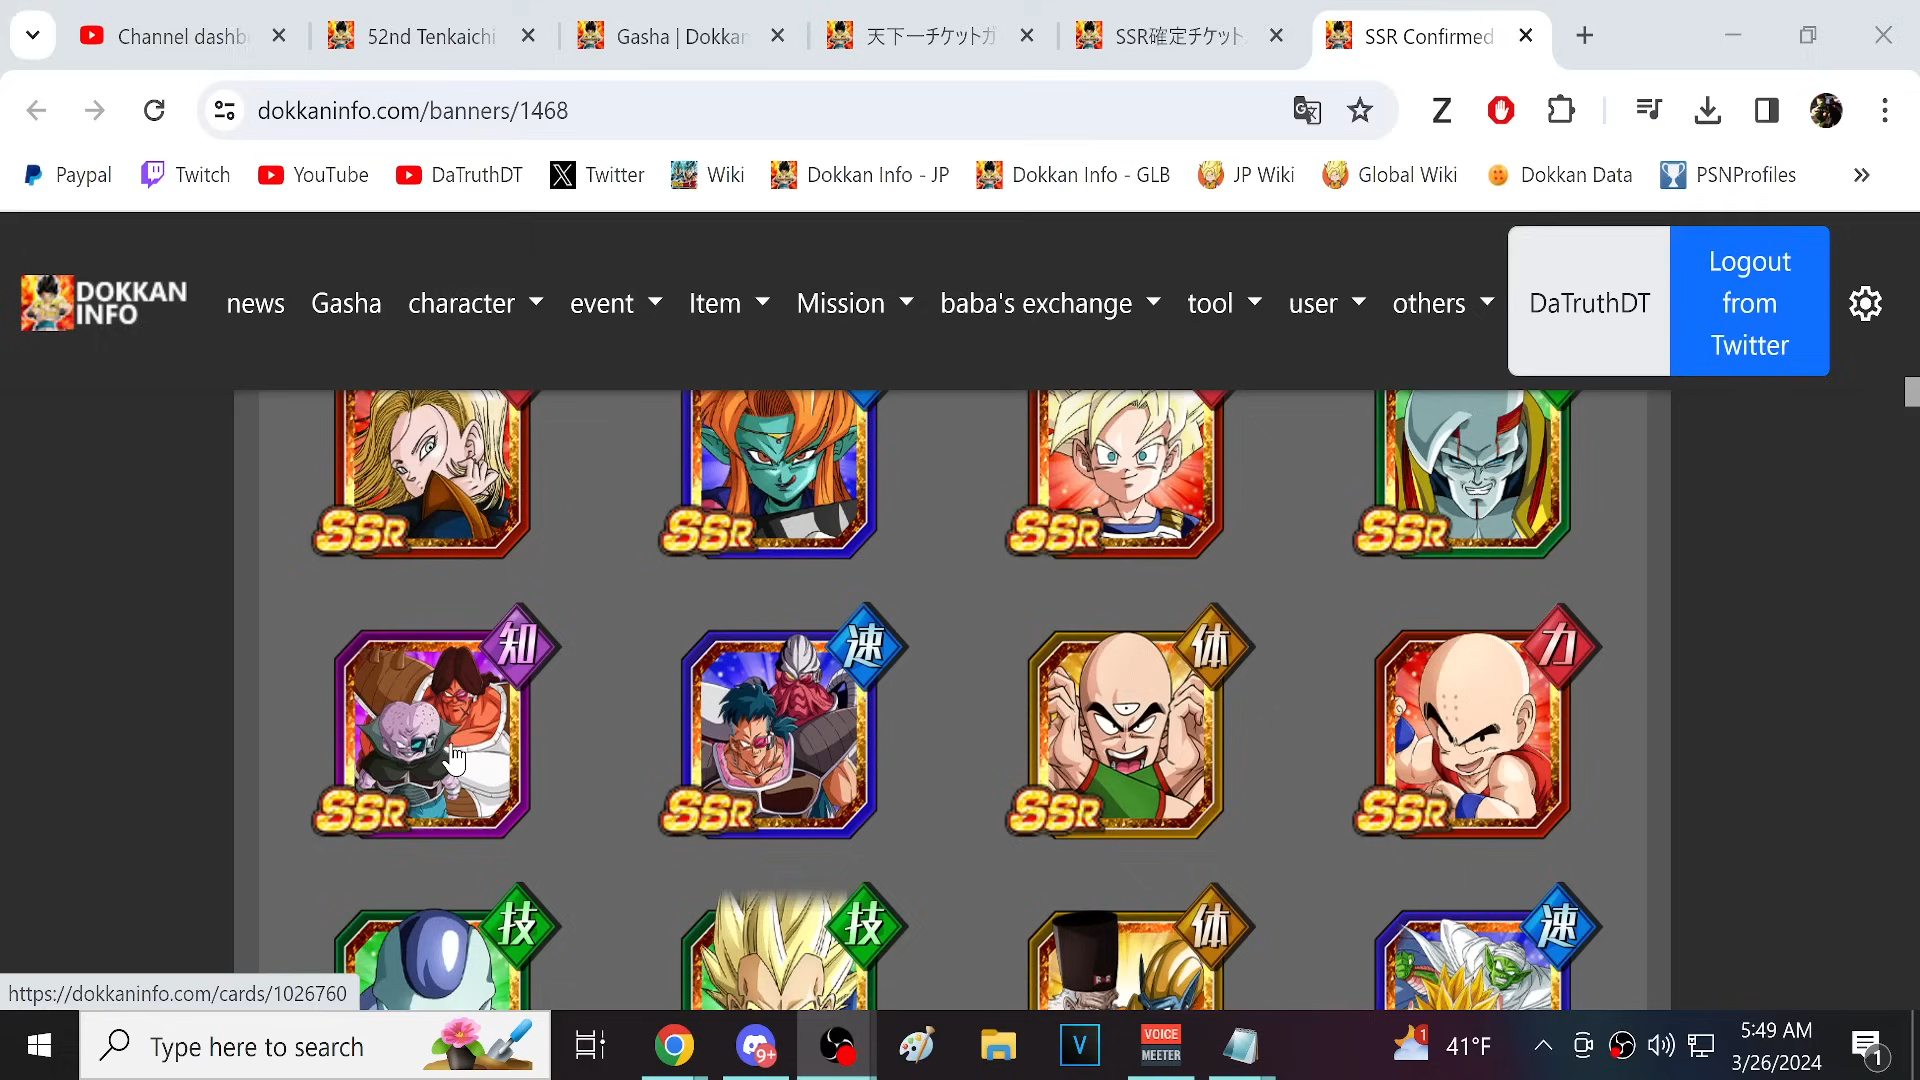 Channel dashb
52nd Tenkaichi
Gasha | Dokkan
天下一チケットガ
SSR確定チケット
SSR Confirmed
dokkaninfo.com/banners/1468
Z
Paypal
Twitch
YouTube
DaTruthDT
Twitter
Wiki
Dokkan Info - JP
Dokkan Info - GLB
JP Wiki
Global Wiki
Dokkan Data
PSNProfiles
»
DOKKAN
INFO
news
Gasha
character
event
Item
Mission
baba's exchange
tool
user
others
DaTruthDT
Logout
from
Twitter
SSR
SSR
SSR
SSR
知
速
体
力
SSR
SSR
SSR
SSR
技
技
体
速
https://dokkaninfo.com/cards/1026760
Type here to search
9+
V
VOICE
MEETER
1
41°F
5:49 AM
3/26/2024
1